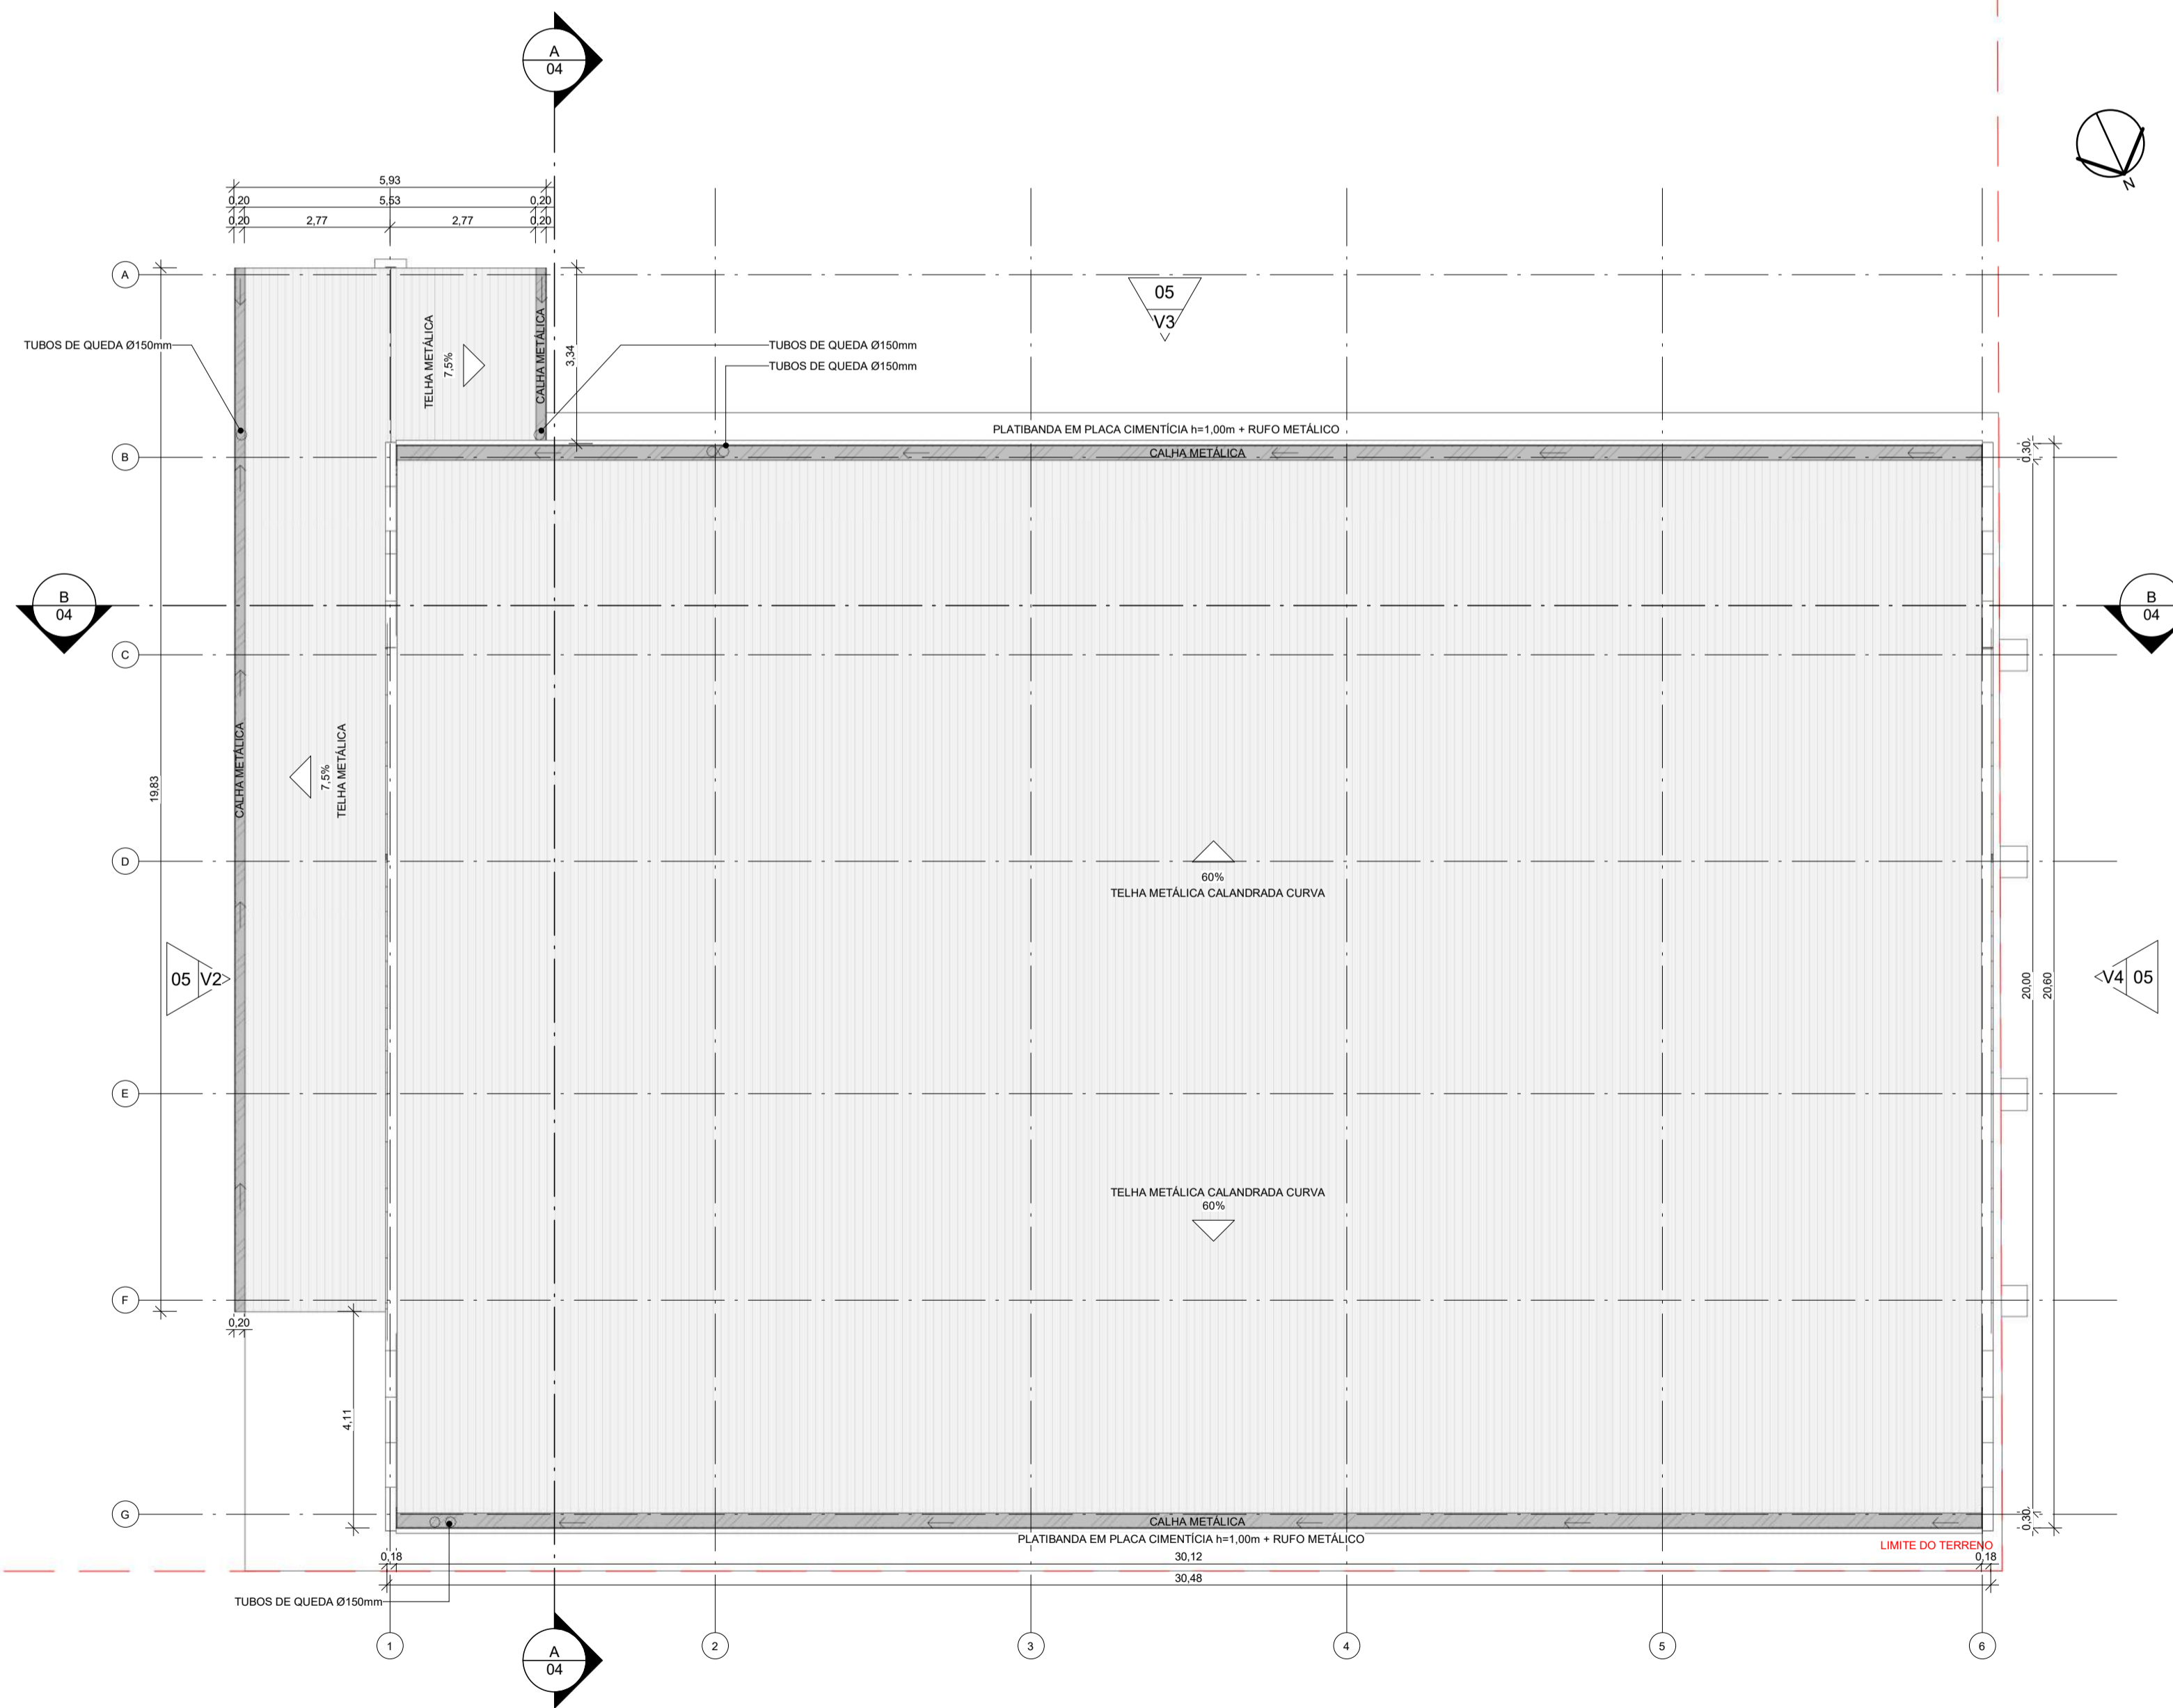 A
04
5,93
0,20
5,53
0,20
0,20
2,77
2,77
0,20
N
A
05
V3
TUBOS DE QUEDA Ø150mm
TELHA METÁLICA
7,5%
CALHA METÁLICA
3,34
TUBOS DE QUEDA Ø150mm
TUBOS DE QUEDA Ø150mm
PLATIBANDA EM PLACA CIMENTÍCIA h=1,00m + RUFO METÁLICO
B
CALHA METÁLICA
0,30
B
04
B
04
C
CALHA METÁLICA
7,5%
TELHA METÁLICA
19,83
D
60%
TELHA METÁLICA CALANDRADA CURVA
05
V2
20,00
20,60
V4
05
E
TELHA METÁLICA CALANDRADA CURVA
60%
F
0,20
4,11
G
CALHA METÁLICA
0,30
PLATIBANDA EM PLACA CIMENTÍCIA h=1,00m + RUFO METÁLICO
LIMITE DO TERRENO
0,18
30,12
0,18
30,48
TUBOS DE QUEDA Ø150mm
1
2
3
4
5
6
A
04